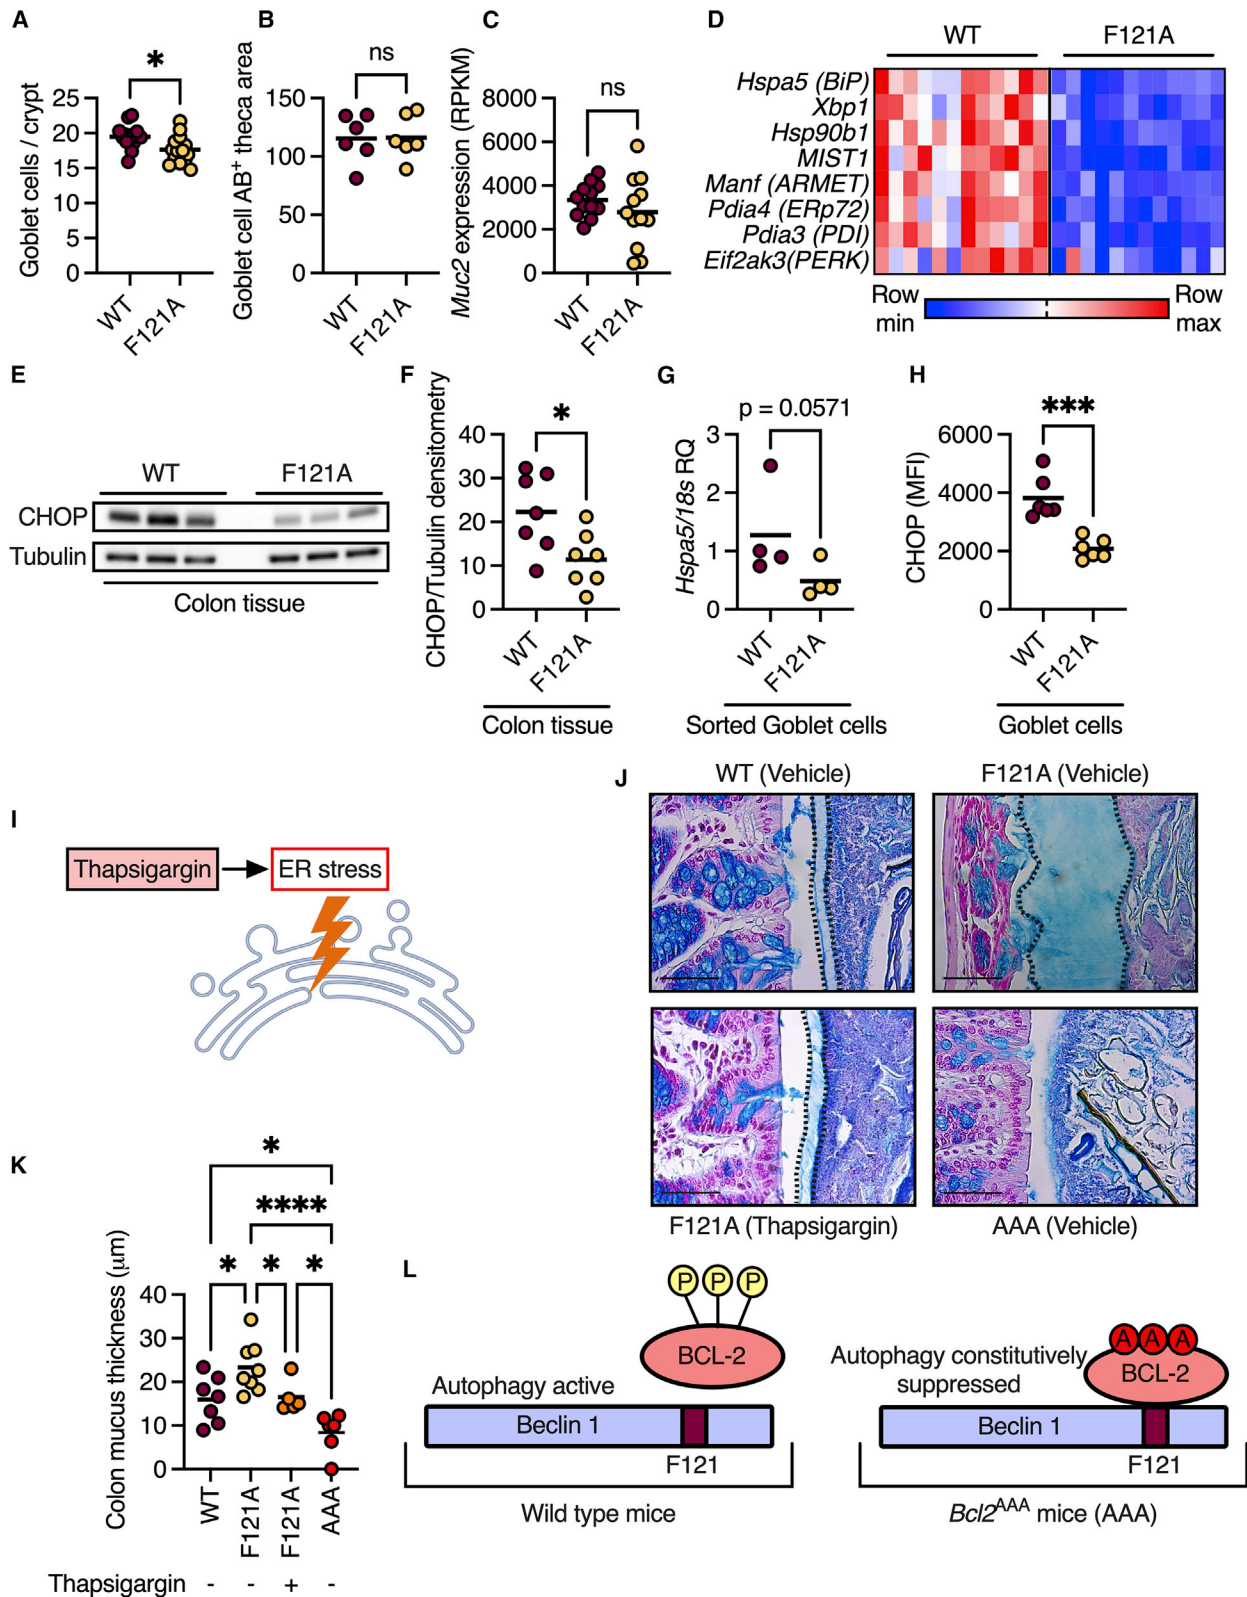 A
*
Goblet cells / crypt
25
20
15
10
5
0
WT
F121A
B
ns
Goblet cell AB+ theca area
150
100
50
0
WT
F121A
C
ns
Muc2 expression (RPKM)
8000
6000
4000
2000
0
WT
F121A
D
WT
F121A
Hspa5 (BiP)
Xbp1
Hsp90b1
MIST1
Manf (ARMET)
Pdia4 (ERp72)
Pdia3 (PDI)
Eif2ak3(PERK)
Row
min
Row
max
E
WT
F121A
CHOP
Tubulin
Colon tissue
F
*
CHOP/Tubulin densitometry
40
30
20
10
0
WT
F121A
Colon tissue
G
p = 0.0571
Hspa5/18s RQ
3
2
1
0
WT
F121A
Sorted Goblet cells
H
***
CHOP (MFI)
6000
4000
2000
0
WT
F121A
Goblet cells
I
Thapsigargin
ER stress
J
WT (Vehicle)
F121A (Vehicle)
F121A (Thapsigargin)
AAA (Vehicle)
K
*
****
* * *
Colon mucus thickness (μm)
40
30
20
10
0
WT
F121A
F121A
AAA
Thapsigargin - - + -
L
P P P
BCL-2
Autophagy active
Beclin 1
F121
Wild type mice
A A A
BCL-2
Autophagy constitutively
suppressed
Beclin 1
F121
Bcl2AAA mice (AAA)